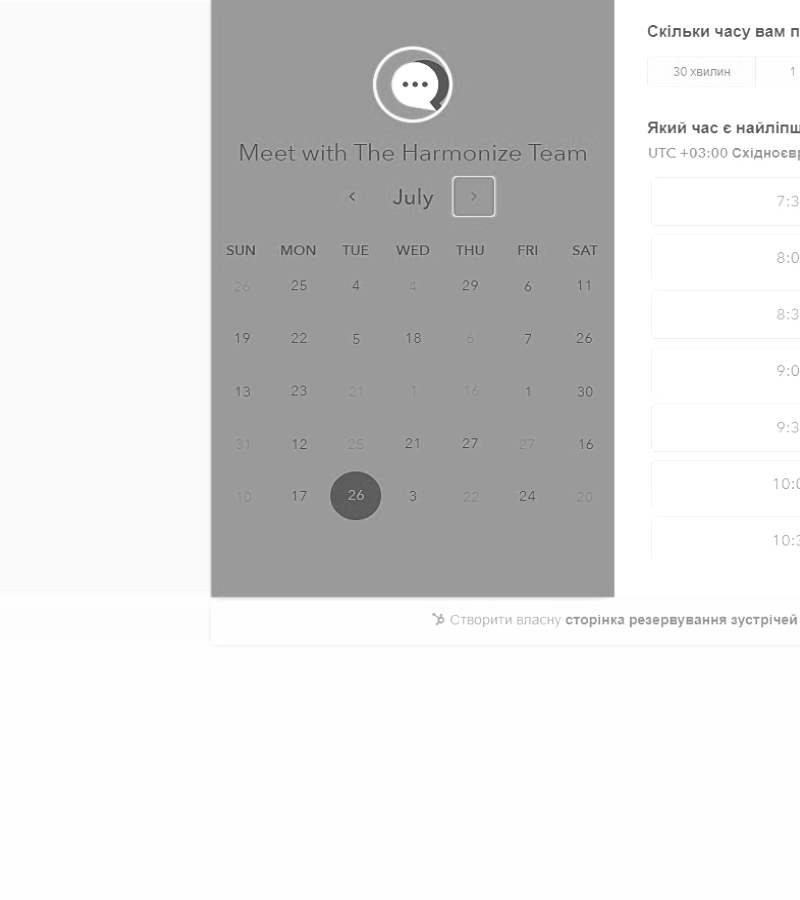 Meet with The Harmonize Team
July
SUN MON TUE WED THU FRI SAT
26 25 4 4 29 6 11
19 22 5 18 6 7 26
13 23 21 1 16 1 30
31 12 25 21 27 27 16
10 17 26 3 22 24 20
Скільки часу вам п
30 хвилин 1
Який час є найліпш
UTC +03:00 Східноєвр
7:3
8:0
8:3
9:0
9:3
10:0
10:3
Створити власну сторінка резервування зустрічей